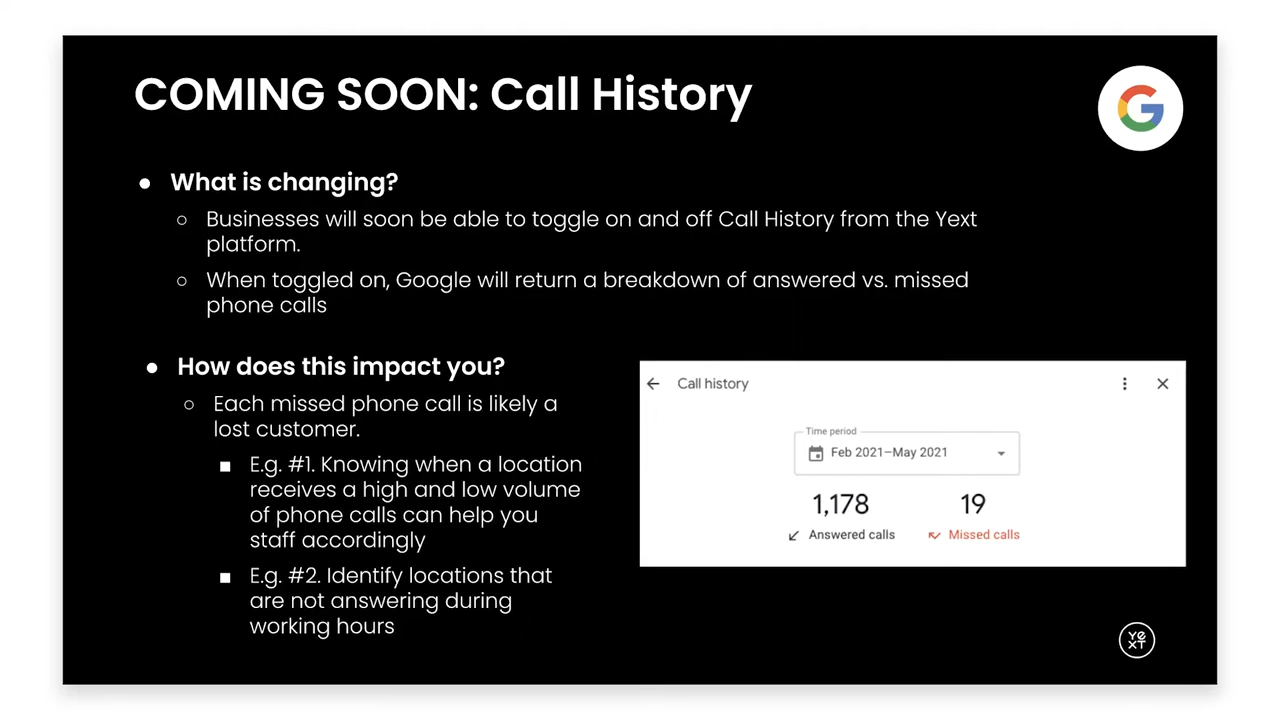 COMING SOON: Call History
● What is changing?
○ Businesses will soon be able to toggle on and off Call History from the Yext
platform.
○ When toggled on, Google will return a breakdown of answered vs. missed
phone calls
● How does this impact you?
○ Each missed phone call is likely a
lost customer.
■ E.g. #1. Knowing when a location
receives a high and low volume
of phone calls can help you
staff accordingly
■ E.g. #2. Identify locations that
are not answering during
working hours
Call history
Time period
Feb 2021–May 2021
1,178 19
Answered calls Missed calls
G
YEXT